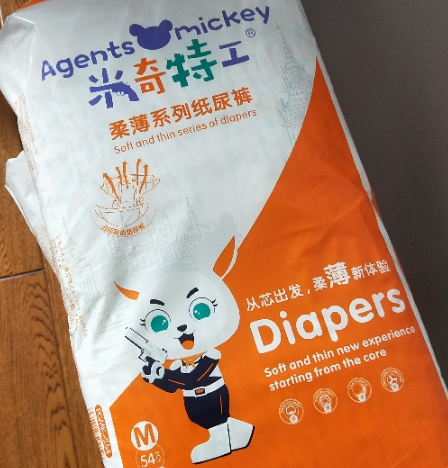 Agents mickey
米奇特工®
柔薄系列纸尿裤
Soft and thin series of diapers
从芯出发，柔薄新体验
Diapers
Soft and thin new experience
starting from the core
M
54